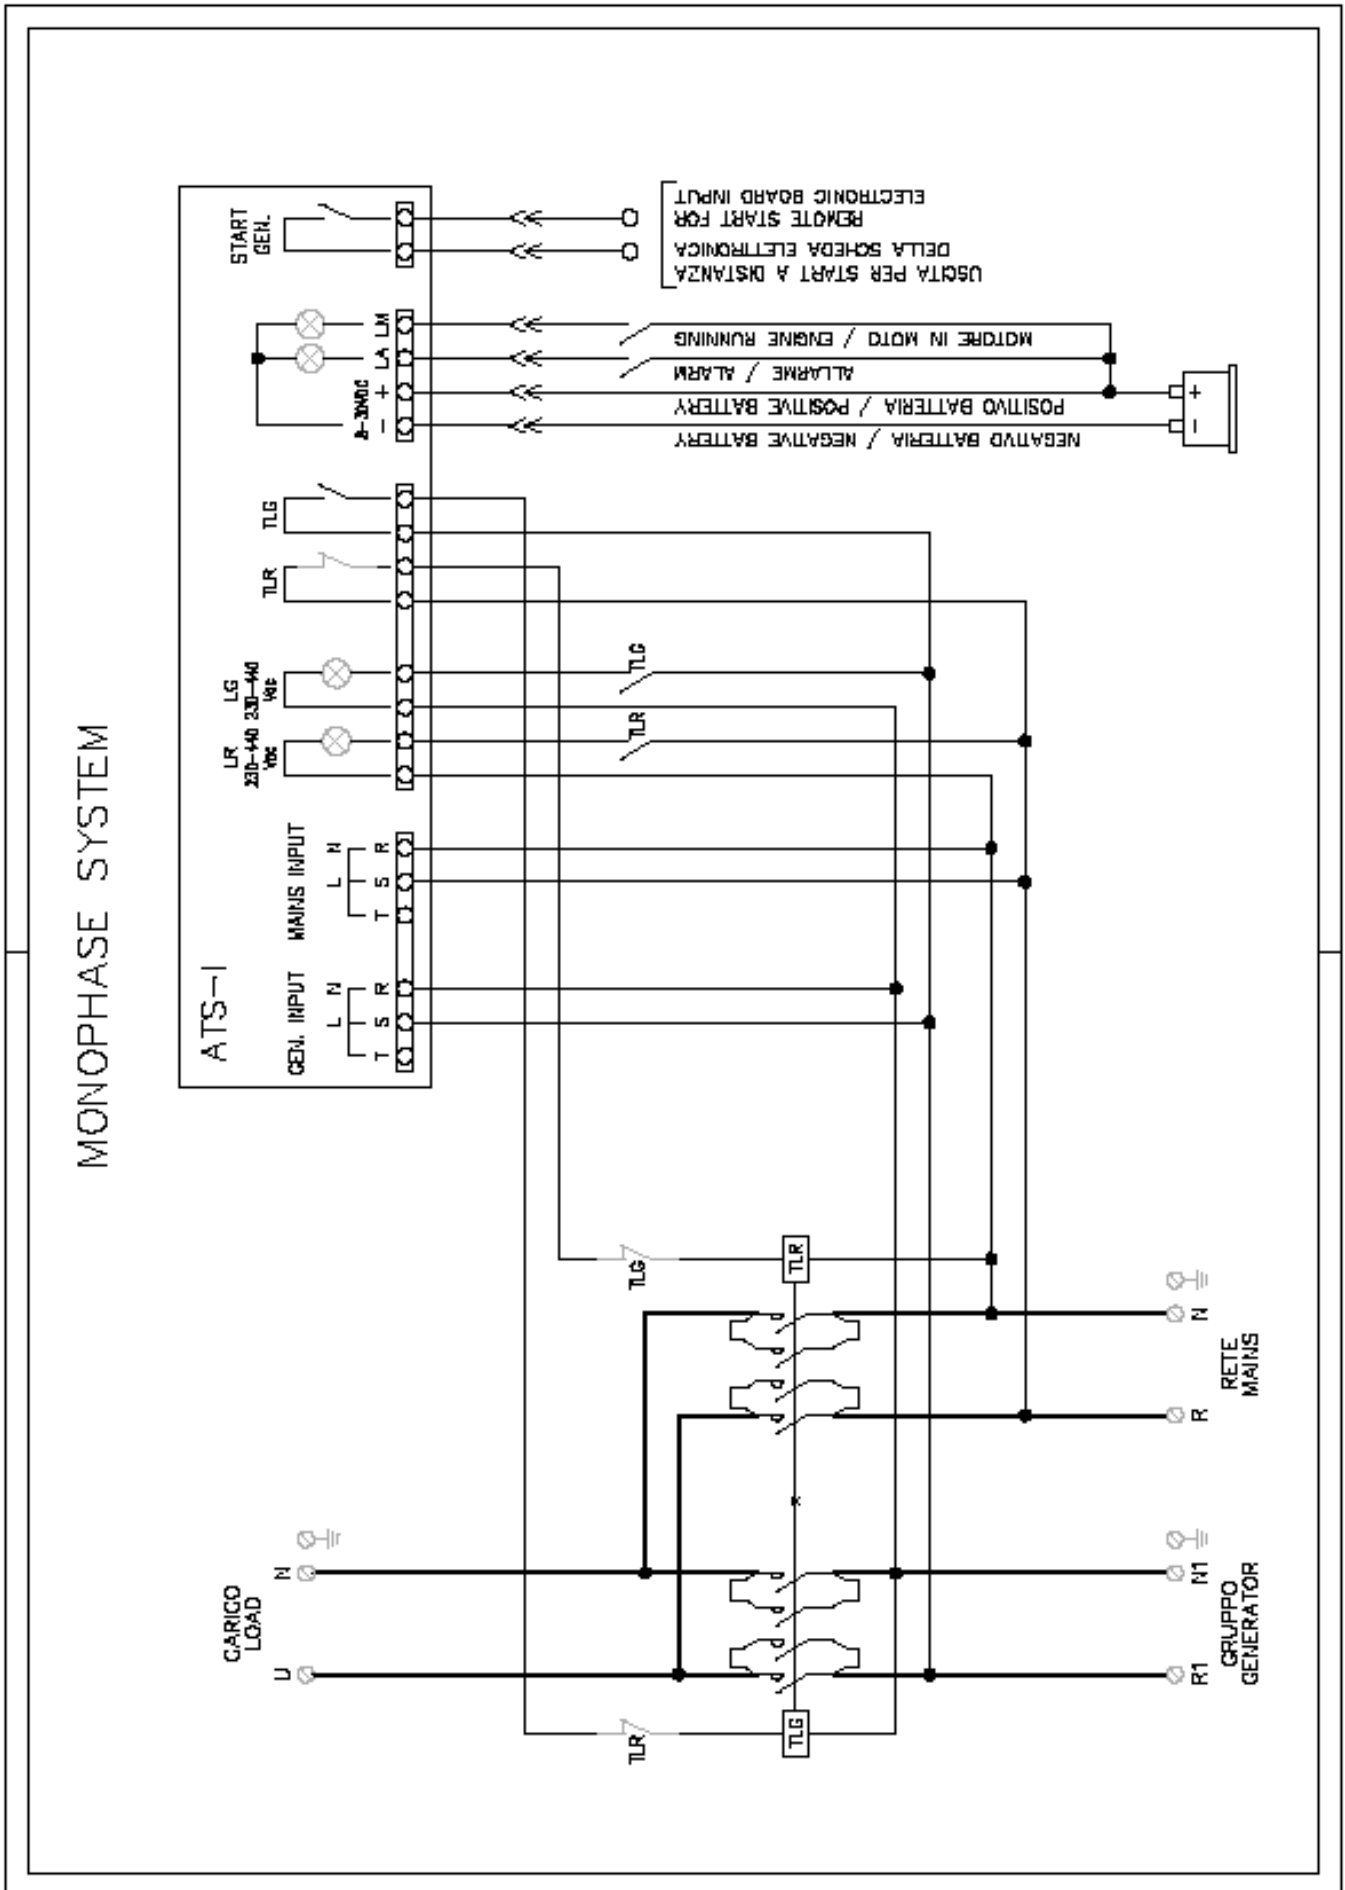 MONOPHASE SYSTEM
ATS-1
GEN. INPUT
L N
T S R
MAINS INPUT
L N
T S R
LR
230-440
Vac
LG
230-440
Vac
TLR
TLG
8-30VDC
- + LA LM
START
GEN.
USCITA PER START A DISTANZA
DELLA SCHEDA ELETTRONICA
REMOTE START FOR
ELECTRONIC BOARD INPUT
MOTORE IN MOTO / ENGINE RUNNING
ALLARME / ALARM
POSITIVO BATTERIA / POSITIVE BATTERY
NEGATIVO BATTERIA / NEGATIVE BATTERY
- +
TLR
TLG
CARICO
LOAD
U N
TLR
TLG
TLG
TLR
R1 N1
GRUPPO
GENERATOR
R N
RETE
MAINS